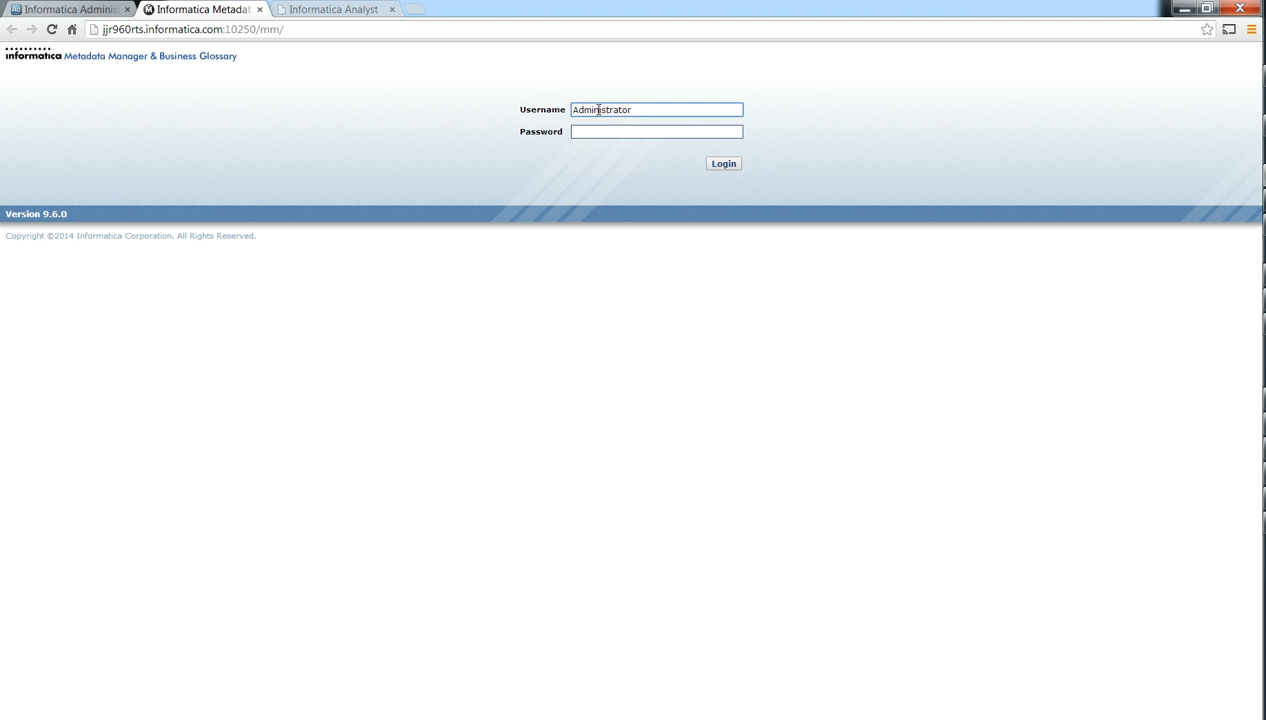 Informatica Adminis
Informatica Metadat
Informatica Analyst
jjr960rts.informatica.com:10250/mm/
informatica Metadata Manager & Business Glossary
Username Administrator
Password
Login
Version 9.6.0
Copyright ©2014 Informatica Corporation. All Rights Reserved.